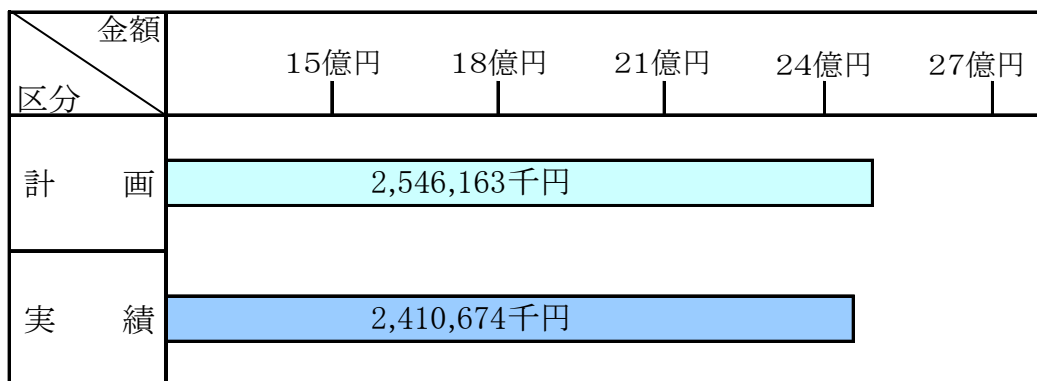 金額
区分
15億円 18億円 21億円 24億円 27億円
計 画 2,546,163千円
実 績 2,410,674千円